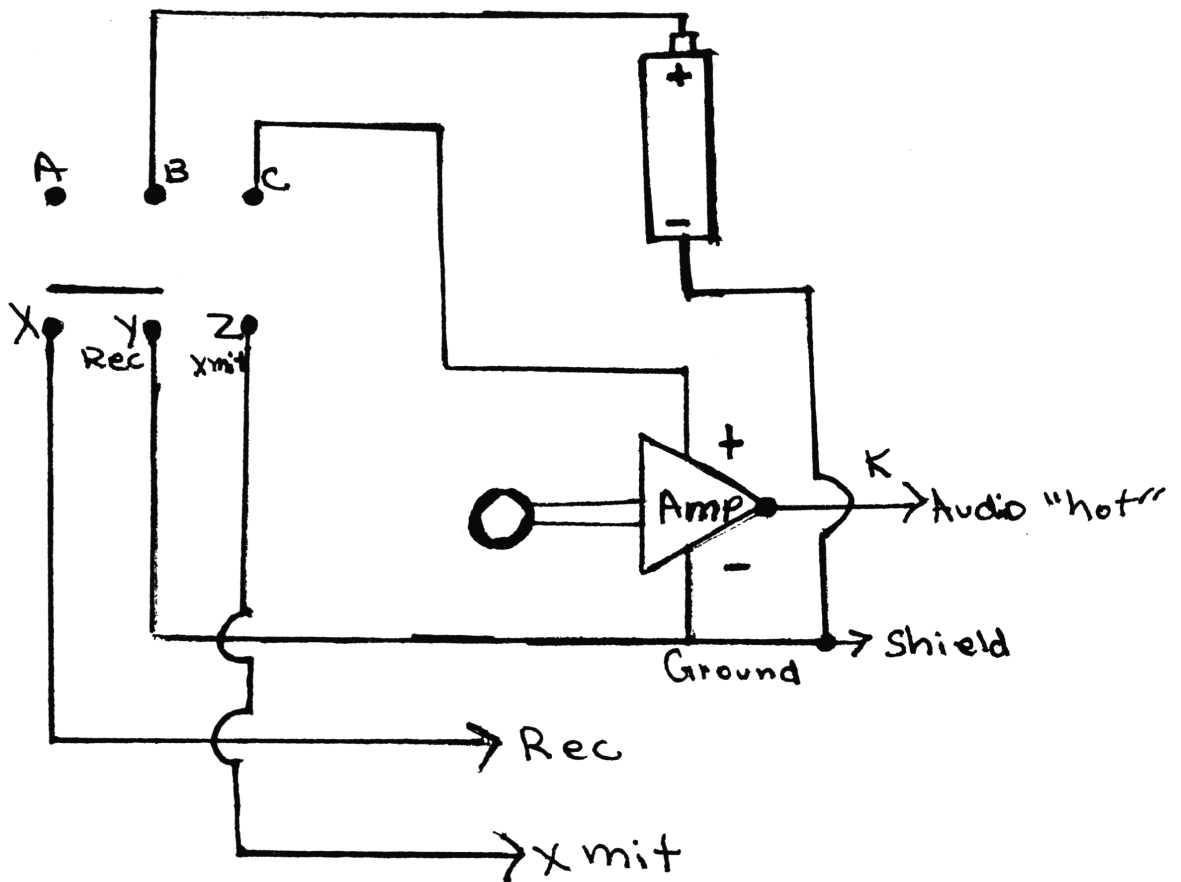 +
A
B
C
−
X
Y
Z
Rec
xmit
+
K
Amp
Audio "hot"
−
Shield
Ground
Rec
xmit